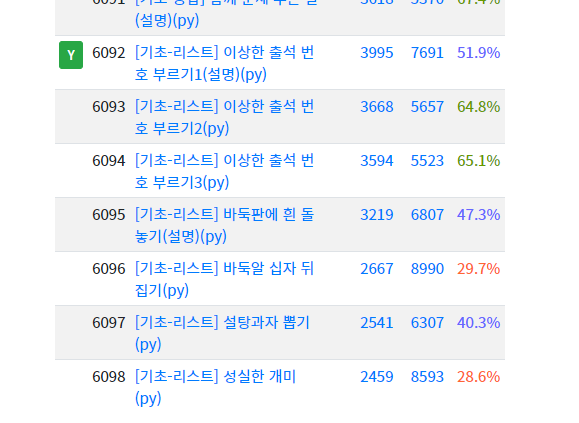 (설명)(py)
Y 6092 [기초-리스트] 이상한 출석 번 3995 7691 51.9%
호 부르기1(설명)(py)
6093 [기초-리스트] 이상한 출석 번 3668 5657 64.8%
호 부르기2(py)
6094 [기초-리스트] 이상한 출석 번 3594 5523 65.1%
호 부르기3(py)
6095 [기초-리스트] 바둑판에 흰 돌 3219 6807 47.3%
놓기(설명)(py)
6096 [기초-리스트] 바둑알 십자 뒤 2667 8990 29.7%
집기(py)
6097 [기초-리스트] 설탕과자 뽑기 2541 6307 40.3%
(py)
6098 [기초-리스트] 성실한 개미 2459 8593 28.6%
(py)